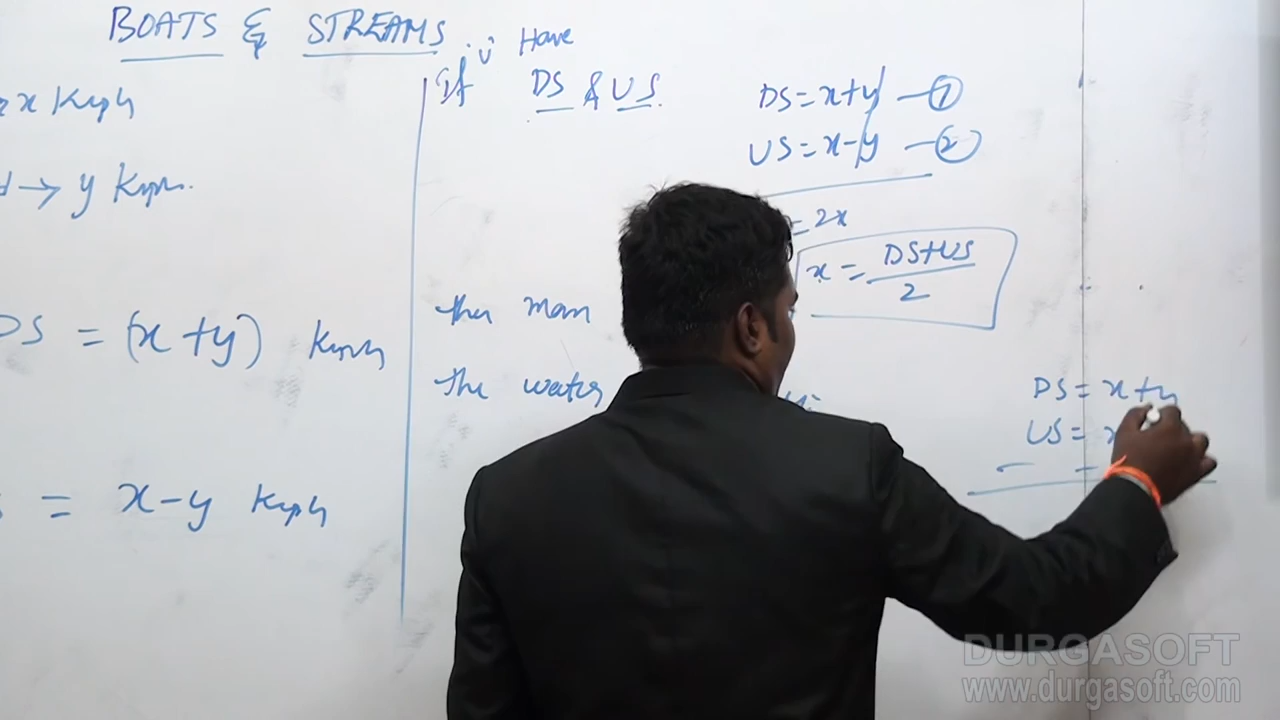 BOATS & STREAMS
x Kmph
→ y Kmph.
DS = (x+y) Kmph
= x-y Kmph
If U Have
DS & US.
DS = x+y —①
US = x-y —②
= 2x
x = DS+US
2
the man
the water
DS = x+y
US =
DURGASOFT
www.durgasoft.com